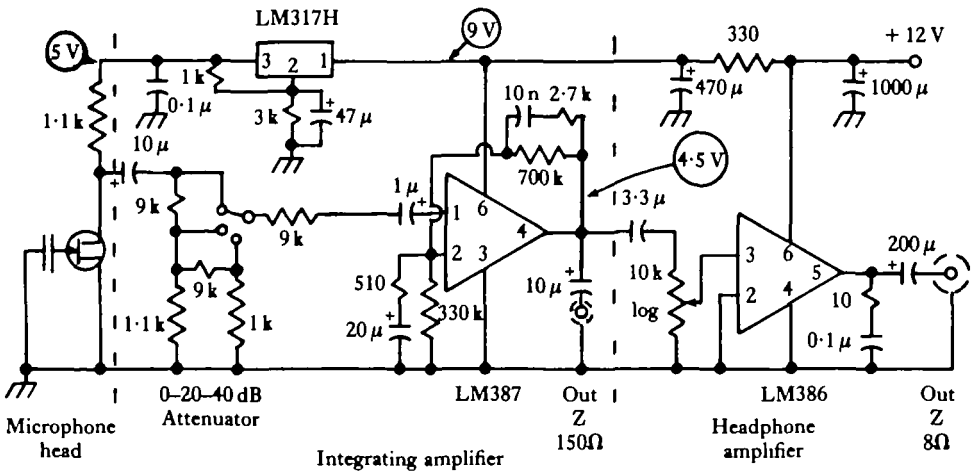 LM317H
5 V
9 V
330
+ 12 V
3
2
1
1 k
0·1 µ
3 k
47 µ
470 µ
1000 µ
10 n
2·7 k
1·1 k
10 µ
700 k
4·5 V
9 k
1 µ
9 k
1
6
4
3·3 µ
2
3
10 k
log
3
6
5
2
4
200 µ
9 k
510
330 k
10 µ
10
1·1 k
1 k
20 µ
0·1 µ
0–20–40 dB
Attenuator
LM387
Out
Z
150Ω
LM386
Out
Z
8Ω
Microphone
head
Integrating amplifier
Headphone
amplifier